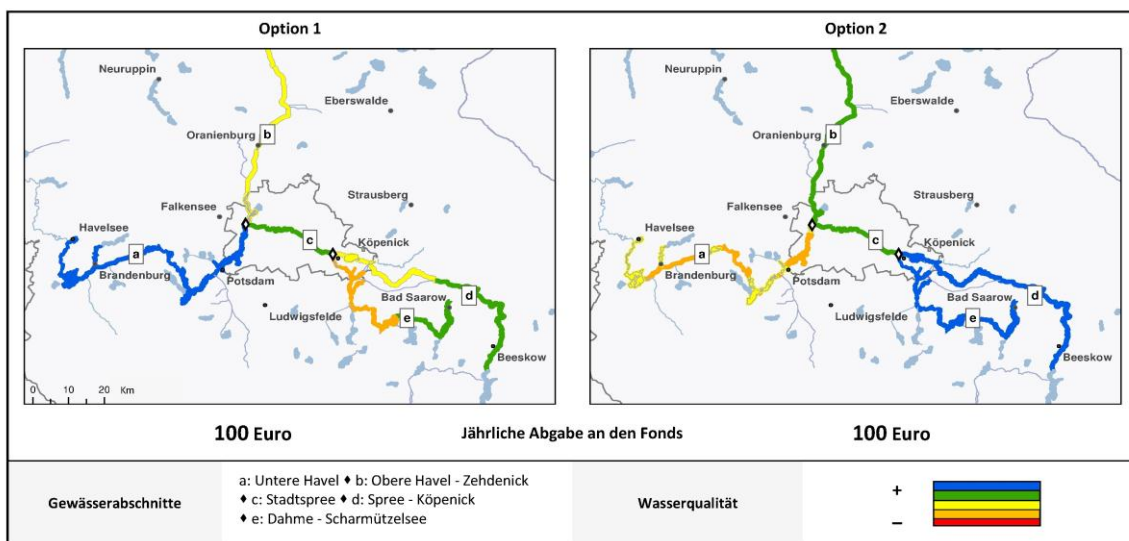 Option 1
Option 2
Neuruppin
Eberswalde
b
Oranienburg
Strausberg
Falkensee
Havelsee
c
Köpenick
a
Brandenburg
Potsdam
Bad Saarow
d
Ludwigsfelde
e
Beeskow
0 10 20 Km
Neuruppin
Eberswalde
b
Oranienburg
Strausberg
Falkensee
Havelsee
c
Köpenick
a
Brandenburg
Potsdam
Bad Saarow
d
Ludwigsfelde
e
Beeskow
100 Euro
Jährliche Abgabe an den Fonds
100 Euro
Gewässerabschnitte
a: Untere Havel ♦ b: Obere Havel - Zehdenick
♦ c: Stadtspree ♦ d: Spree - Köpenick
♦ e: Dahme - Scharmützelsee
Wasserqualität
+
–